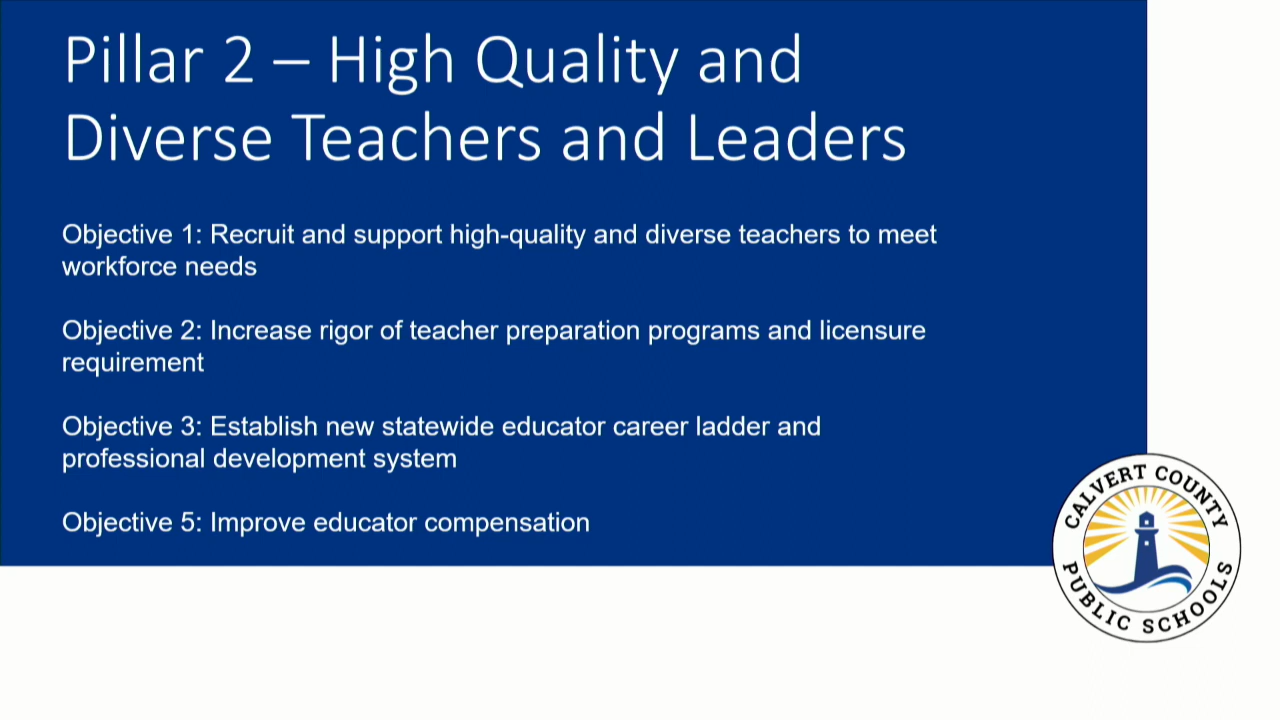 Pillar 2 – High Quality and
Diverse Teachers and Leaders
Objective 1: Recruit and support high-quality and diverse teachers to meet
workforce needs
Objective 2: Increase rigor of teacher preparation programs and licensure
requirement
Objective 3: Establish new statewide educator career ladder and
professional development system
Objective 5: Improve educator compensation
CALVERT COUNTY
PUBLIC SCHOOLS